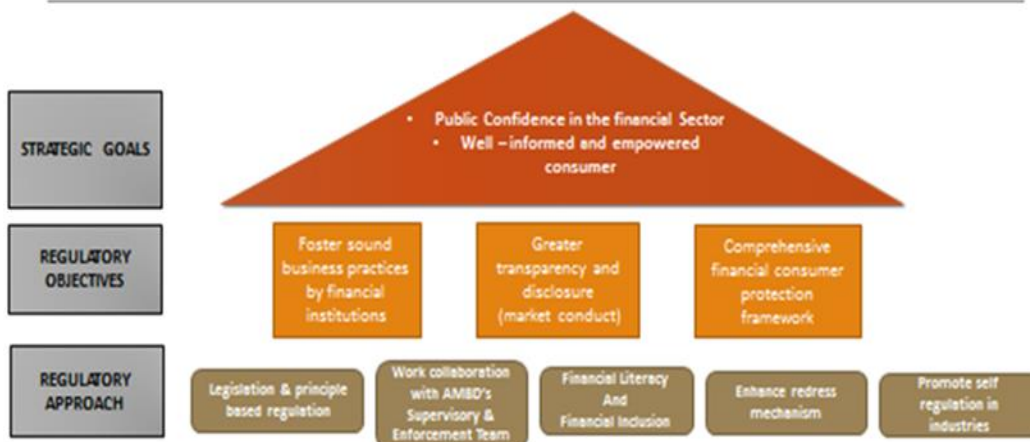 STRATEGIC GOALS
• Public Confidence in the financial Sector
• Well – informed and empowered
consumer
REGULATORY
OBJECTIVES
Foster sound
business practices
by financial
institutions
Greater
transparency and
disclosure
(market conduct)
Comprehensive
financial consumer
protection
framework
REGULATORY
APPROACH
Legislation & principle
based regulation
Work collaboration
with AMBD's
Supervisory &
Enforcement Team
Financial Literacy
And
Financial Inclusion
Enhance redress
mechanism
Promote self
regulation in
industries